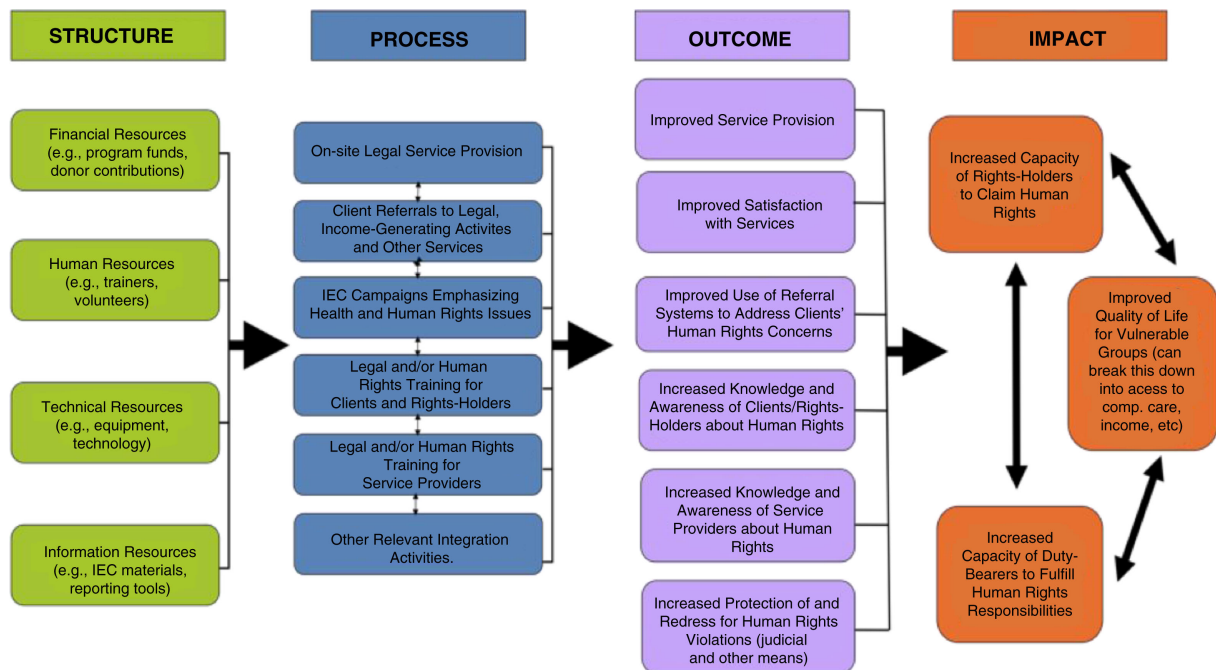 STRUCTURE
PROCESS
OUTCOME
IMPACT
Financial Resources
(e.g., program funds,
donor contributions)
Human Resources
(e.g., trainers,
volunteers)
Technical Resources
(e.g., equipment,
technology)
Information Resources
(e.g., IEC materials,
reporting tools)
On-site Legal Service Provision
Client Referrals to Legal,
Income-Generating Activites
and Other Services
IEC Campaigns Emphasizing
Health and Human Rights Issues
Legal and/or Human
Rights Training for
Clients and Rights-Holders
Legal and/or Human Rights
Training for
Service Providers
Other Relevant Integration
Activities.
Improved Service Provision
Improved Satisfaction
with Services
Improved Use of Referral
Systems to Address Clients'
Human Rights Concerns
Increased Knowledge and
Awareness of Clients/Rights-
Holders about Human Rights
Increased Knowledge and
Awareness of Service
Providers about Human
Rights
Increased Protection of and
Redress for Human Rights
Violations (judicial
and other means)
Increased Capacity
of Rights-Holders
to Claim Human
Rights
Improved
Quality of Life
for Vulnerable
Groups (can
break this down
into acess to
comp. care,
income, etc)
Increased
Capacity of Duty-
Bearers to Fulfill
Human Rights
Responsibilities